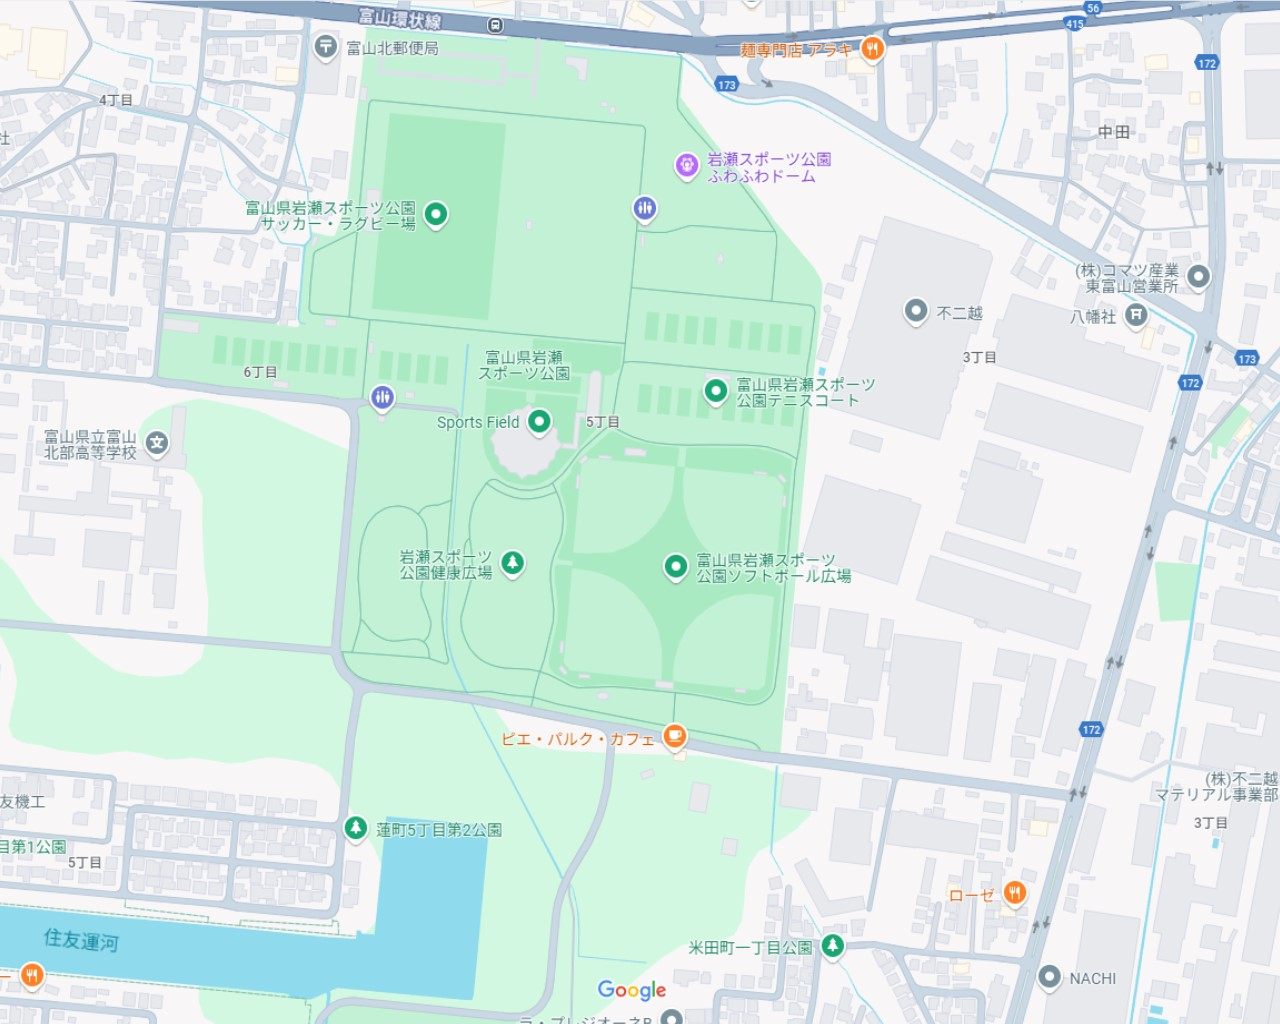 富山環状線
56
415
富山北郵便局
麺専門店 アラキ
173
172
4丁目
中田
社
岩瀬スポーツ公園
ふわふわドーム
富山県岩瀬スポーツ公園
サッカー・ラグビー場
(株)コマツ産業
東富山営業所
八幡社
不二越
3丁目
173
172
富山県岩瀬
スポーツ公園
6丁目
富山県岩瀬スポーツ
公園テニスコート
Sports Field
5丁目
富山県立富山
北部高等学校
岩瀬スポーツ
公園健康広場
富山県岩瀬スポーツ
公園ソフトボール広場
ピエ・パルク・カフェ
172
(株)不二越
マテリアル事業部
3丁目
友機工
蓮町5丁目第2公園
目第1公園
5丁目
ローゼ
住友運河
米田町一丁目公園
NACHI
Google